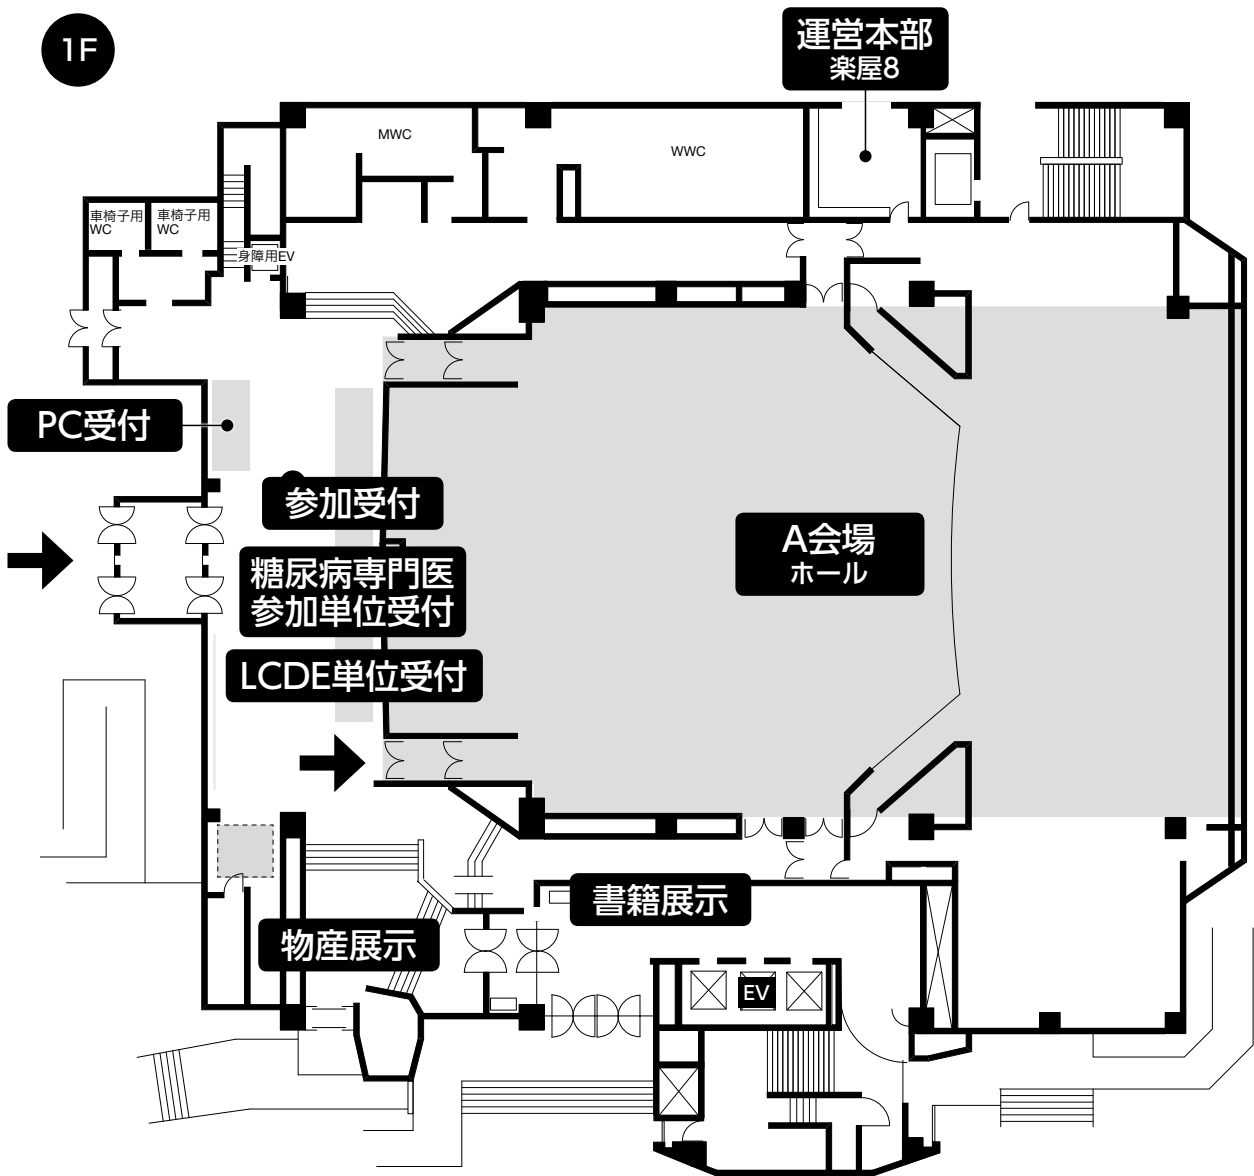 1F
運営本部
楽屋8
MWC
WWC
車椅子用
WC
車椅子用
WC
身障用EV
PC受付
参加受付
A会場
ホール
糖尿病専門医
参加単位受付
LCDE単位受付
書籍展示
物産展示
EV